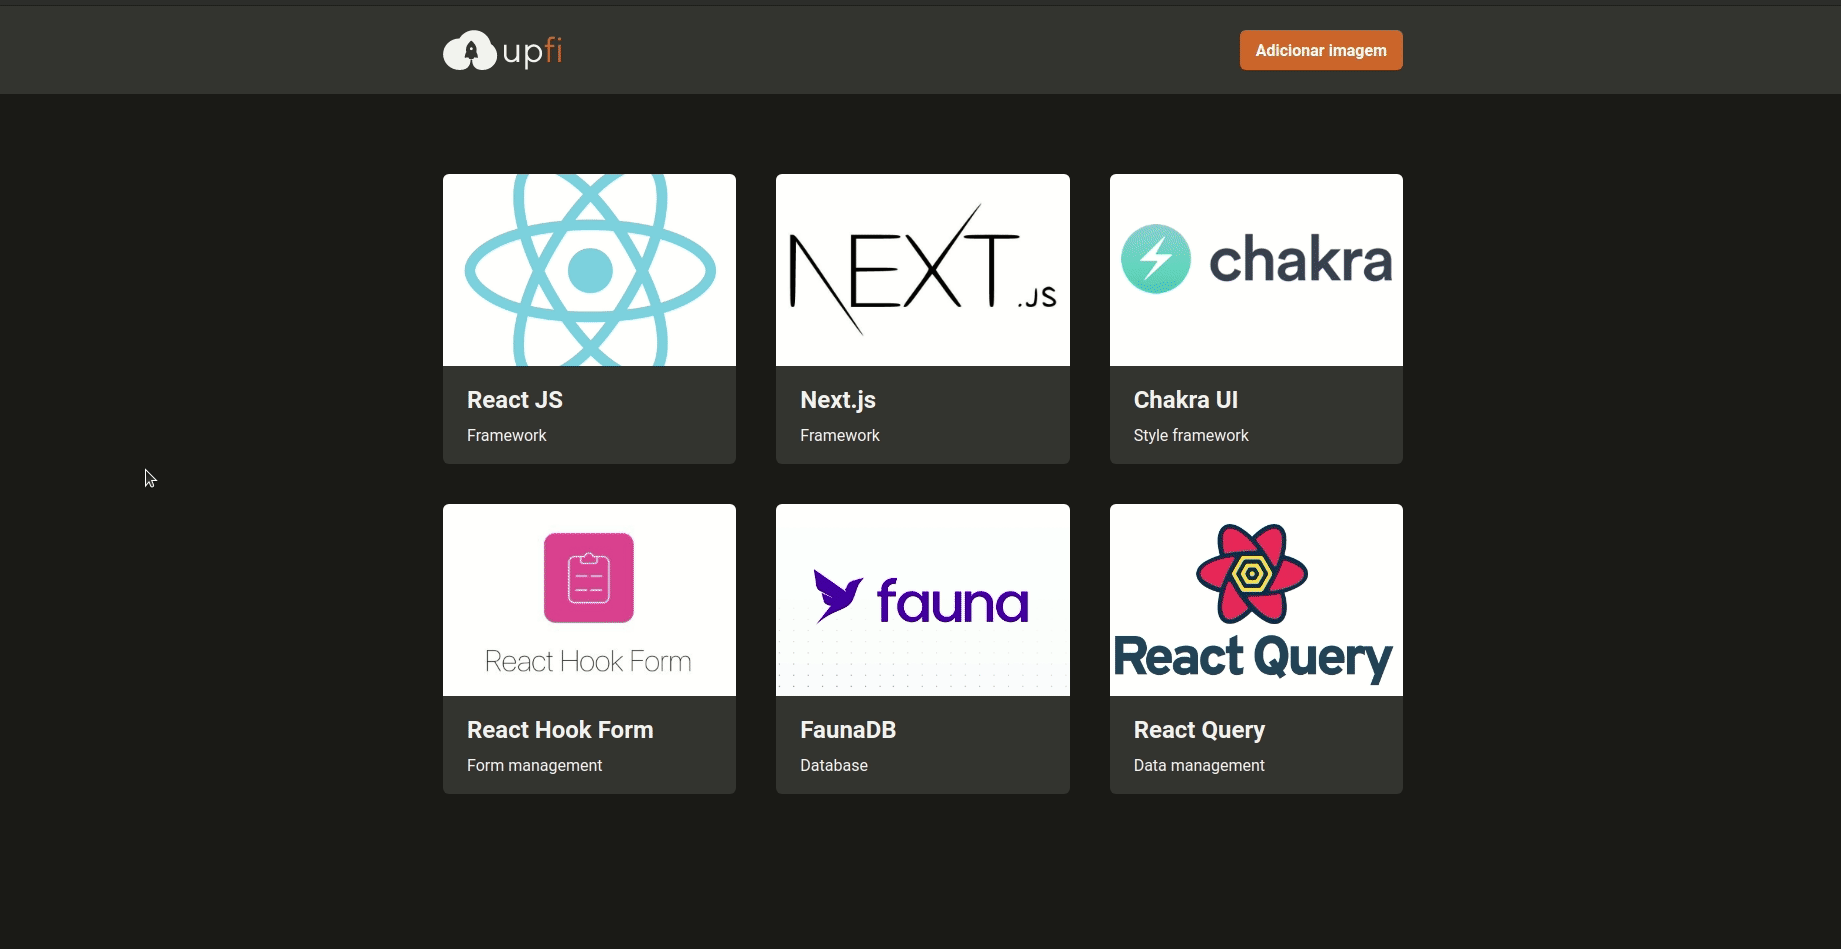 upfi
Adicionar imagem
NEXT.JS
chakra
React JS
Framework
Next.js
Framework
Chakra UI
Style framework
React Hook Form
fauna
React Query
React Hook Form
Form management
FaunaDB
Database
React Query
Data management